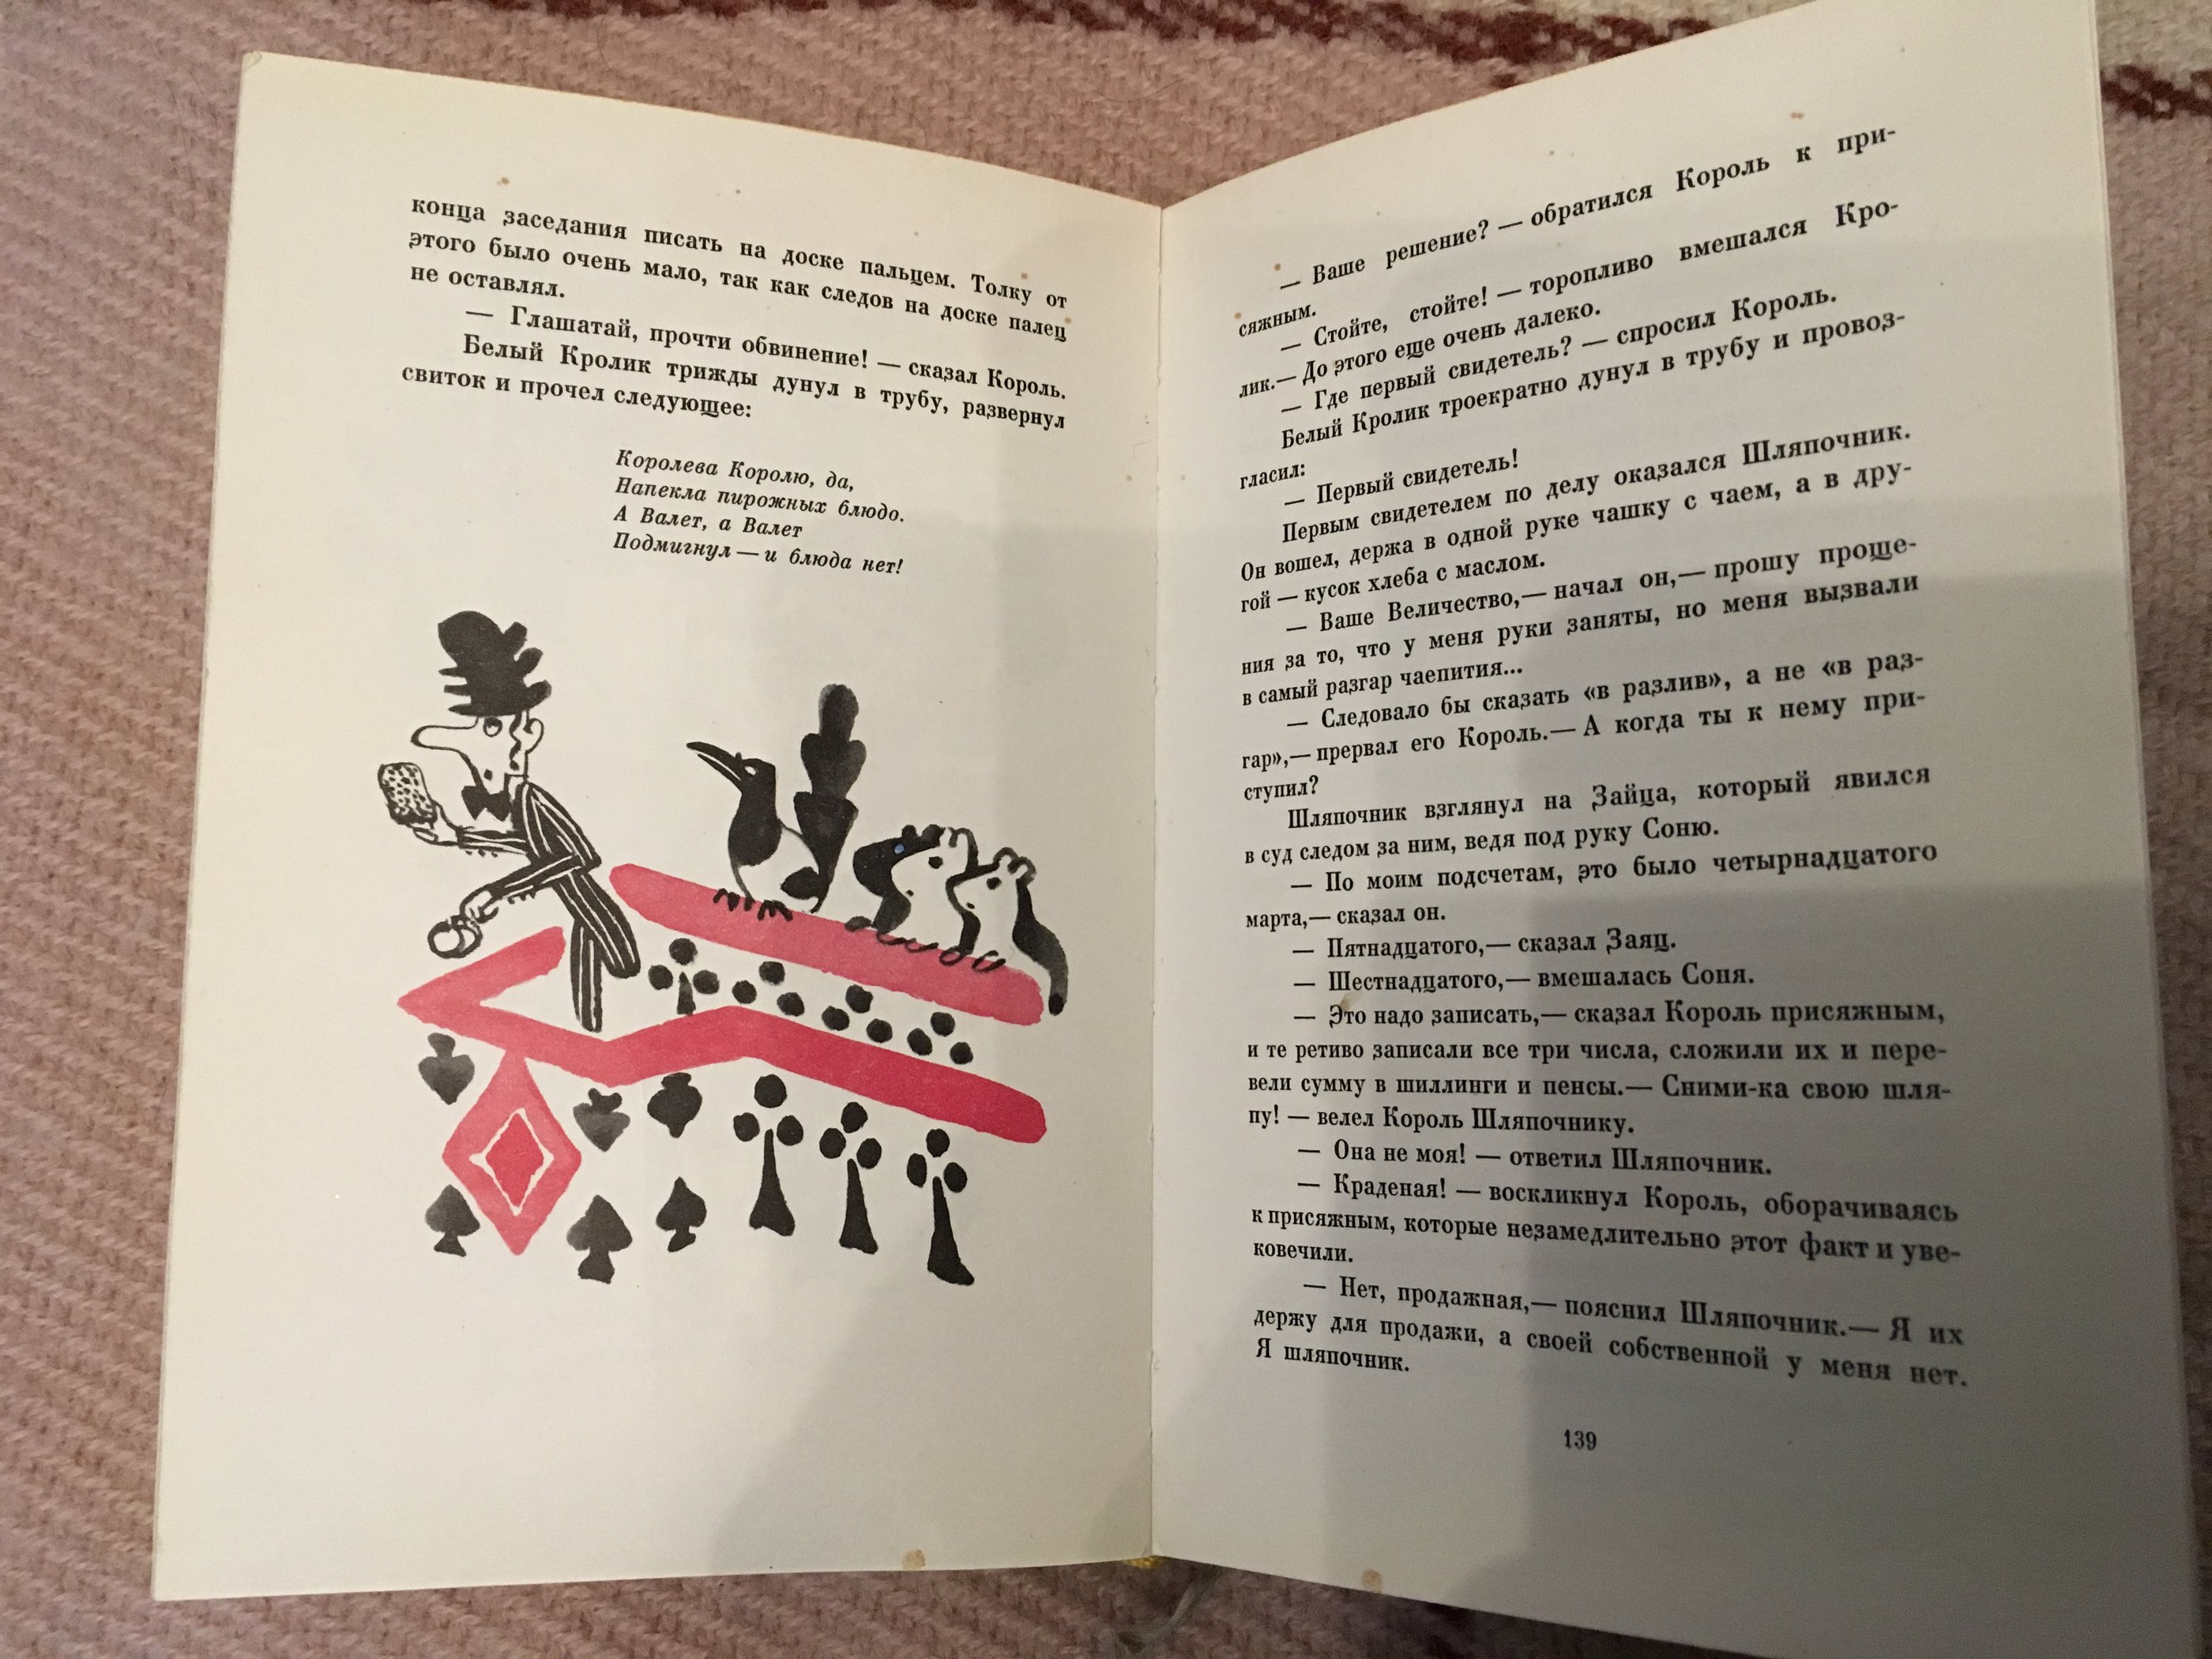 конца заседания писать на доске пальцем. Толку от
этого было очень мало, так как следов на доске палец
не оставлял.
— Глашатай, прочти обвинение! — сказал Король.
Белый Кролик трижды дунул в трубу, развернул
свиток и прочел следующее:
Королева Королю, да,
Напекла пирожных блюдо.
А Валет, а Валет
Подмигнул — и блюда нет!
— Ваше решение? — обратился Король к при-
сяжным.
— Стойте, стойте! — торопливо вмешался Кро-
лик.— До этого еще очень далеко.
— Где первый свидетель? — спросил Король.
Белый Кролик троекратно дунул в трубу и провоз-
гласил:
— Первый свидетель!
Первым свидетелем по делу оказался Шляпочник.
Он вошел, держа в одной руке чашку с чаем, а в дру-
гой — кусок хлеба с маслом.
— Ваше Величество,— начал он,— прошу проще-
ния за то, что у меня руки заняты, но меня вызвали
в самый разгар чаепития...
— Следовало бы сказать «в разлив», а не «в раз-
гар»,— прервал его Король.— А когда ты к нему при-
ступил?
Шляпочник взглянул на Зайца, который явился
в суд следом за ним, ведя под руку Соню.
— По моим подсчетам, это было четырнадцатого
марта,— сказал он.
— Пятнадцатого,— сказал Заяц.
— Шестнадцатого,— вмешалась Соня.
— Это надо записать,— сказал Король присяжным,
и те ретиво записали все три числа, сложили их и пере-
вели сумму в шиллинги и пенсы.— Сними-ка свою шля-
пу! — велел Король Шляпочнику.
— Она не моя! — ответил Шляпочник.
— Краденая! — воскликнул Король, оборачиваясь
к присяжным, которые незамедлительно этот факт и уве-
ковечили.
— Нет, продажная,— пояснил Шляпочник.— Я их
держу для продажи, а своей собственной у меня нет.
Я шляпочник.
139